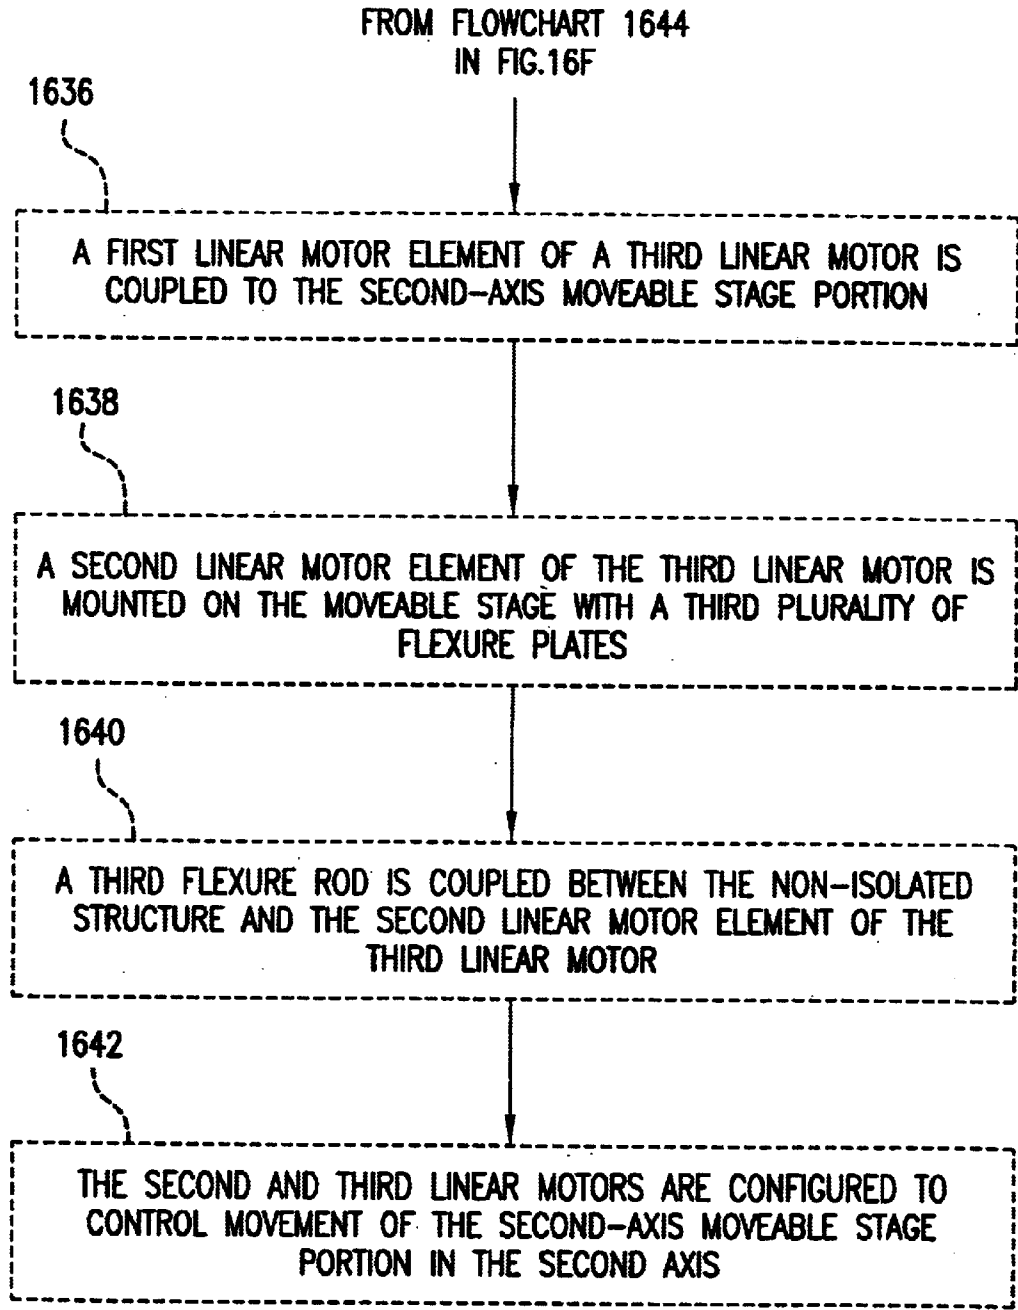 FROM FLOWCHART 1644
IN FIG.16F
1636
A FIRST LINEAR MOTOR ELEMENT OF A THIRD LINEAR MOTOR IS
COUPLED TO THE SECOND-AXIS MOVEABLE STAGE PORTION
1638
A SECOND LINEAR MOTOR ELEMENT OF THE THIRD LINEAR MOTOR IS
MOUNTED ON THE MOVEABLE STAGE WITH A THIRD PLURALITY OF
FLEXURE PLATES
1640
A THIRD FLEXURE ROD IS COUPLED BETWEEN THE NON-ISOLATED
STRUCTURE AND THE SECOND LINEAR MOTOR ELEMENT OF THE
THIRD LINEAR MOTOR
1642
THE SECOND AND THIRD LINEAR MOTORS ARE CONFIGURED TO
CONTROL MOVEMENT OF THE SECOND-AXIS MOVEABLE STAGE
PORTION IN THE SECOND AXIS